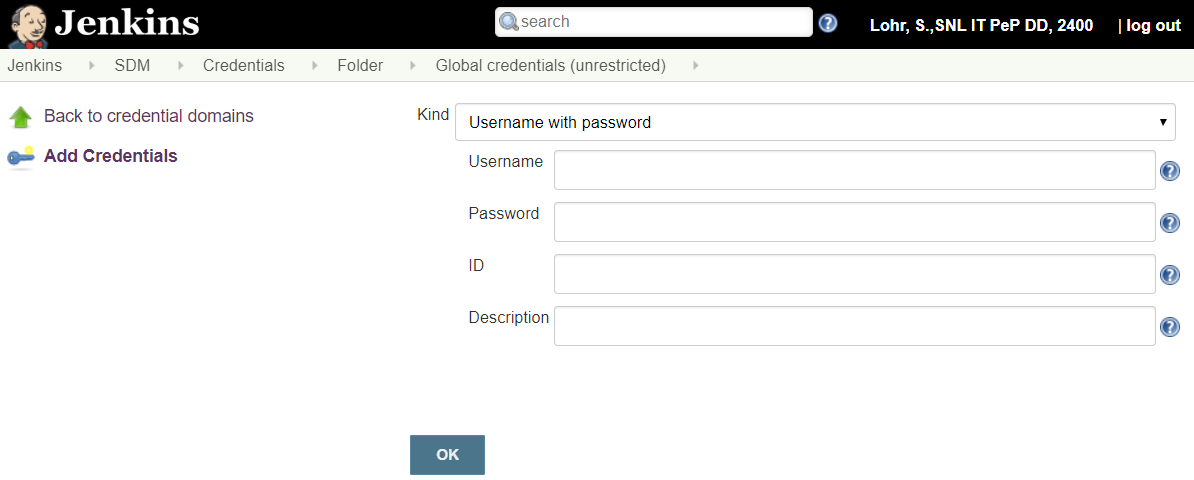 Jenkins search ? Lohr, S.,SNL IT PeP DD, 2400 | log out
Jenkins SDM Credentials Folder Global credentials (unrestricted)
Back to credential domains
Add Credentials
Kind Username with password
Username ?
Password ?
ID ?
Description ?
OK